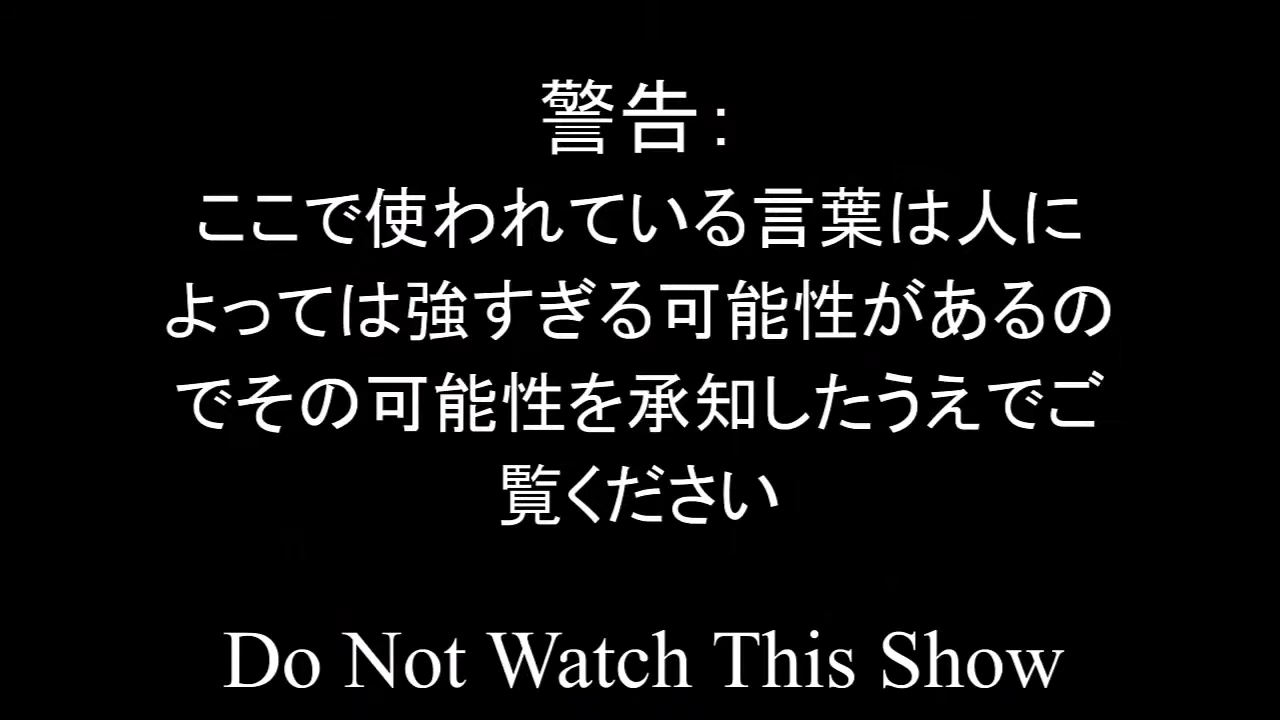 警告：
ここで使われている言葉は人に
よっては強すぎる可能性があるの
でその可能性を承知したうえでご
覧ください
Do Not Watch This Show